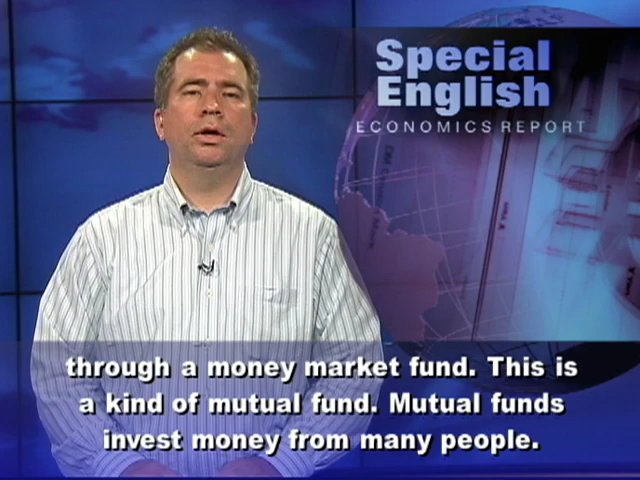 Special
English
ECONOMICS REPORT
through a money market fund. This is
a kind of mutual fund. Mutual funds
invest money from many people.